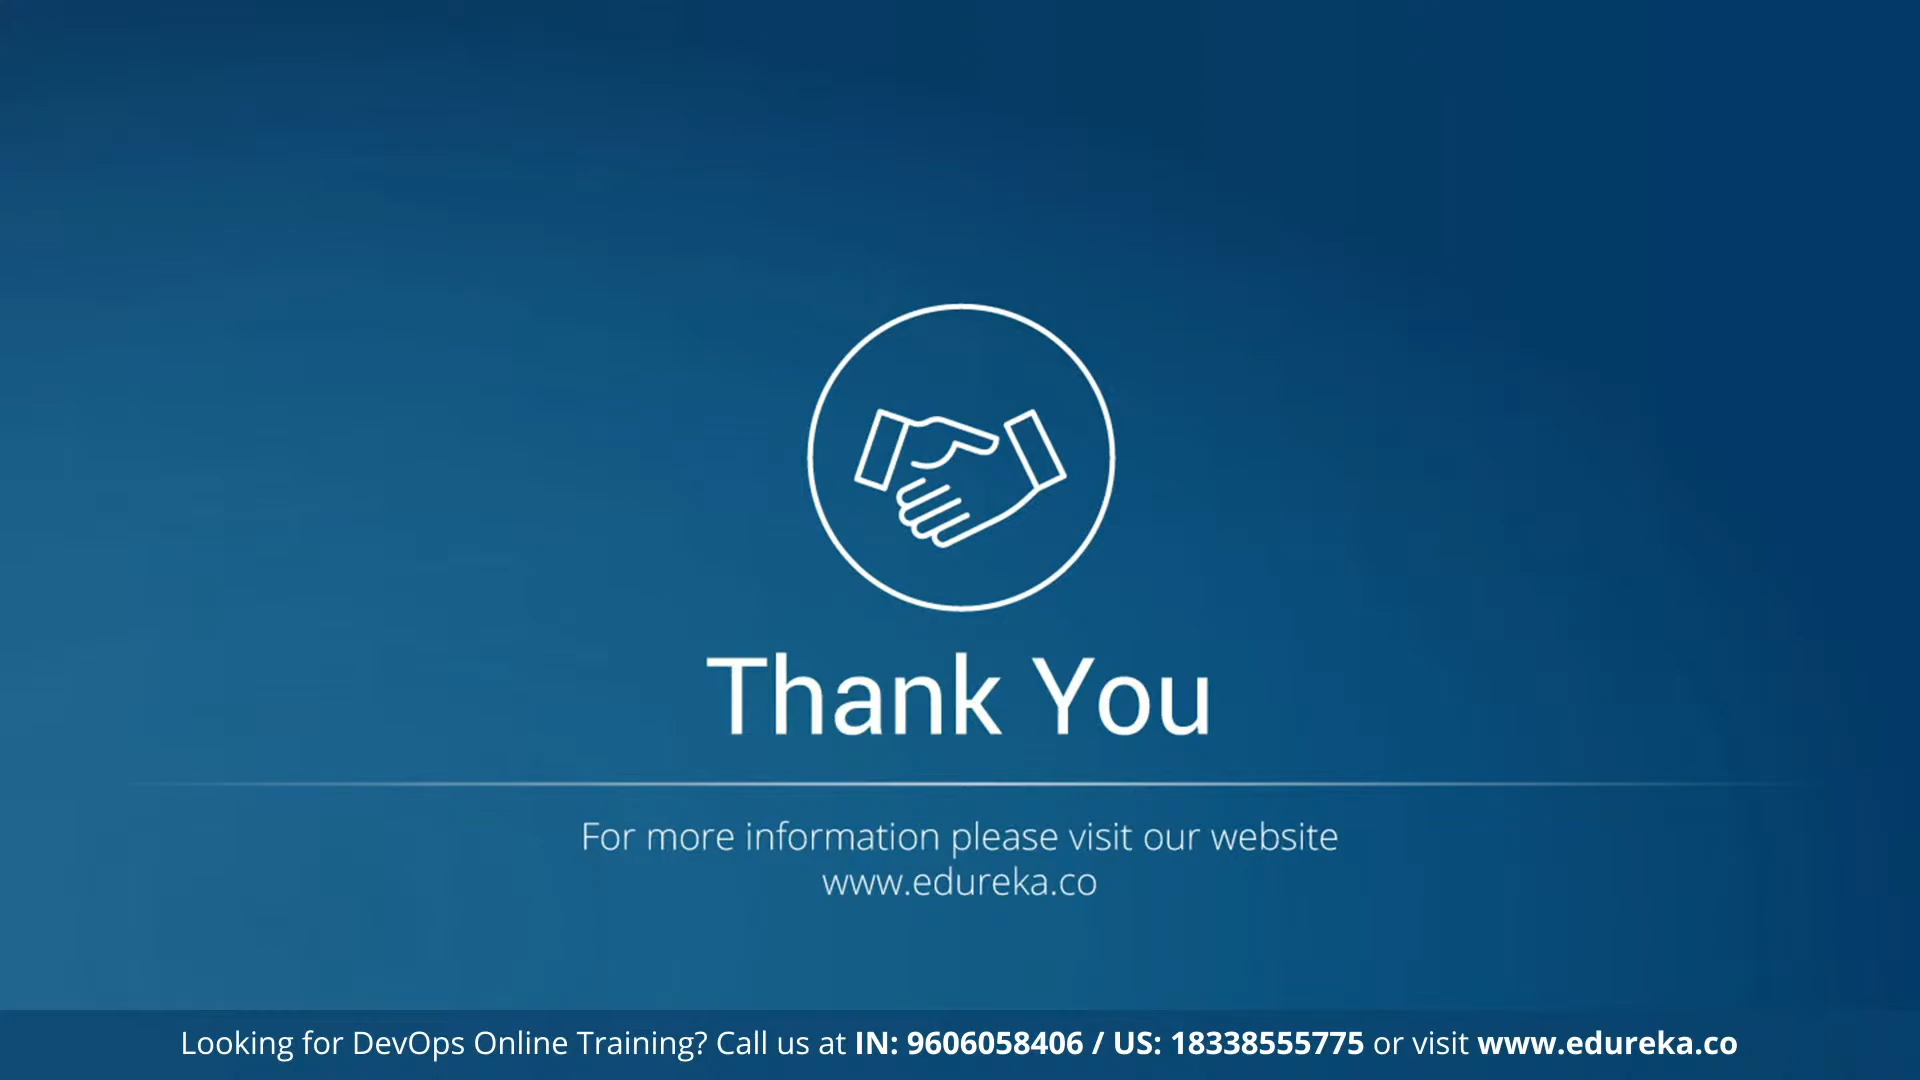 Thank You
For more information please visit our website
www.edureka.co
Looking for DevOps Online Training? Call us at IN: 9606058406 / US: 18338555775 or visit www.edureka.co